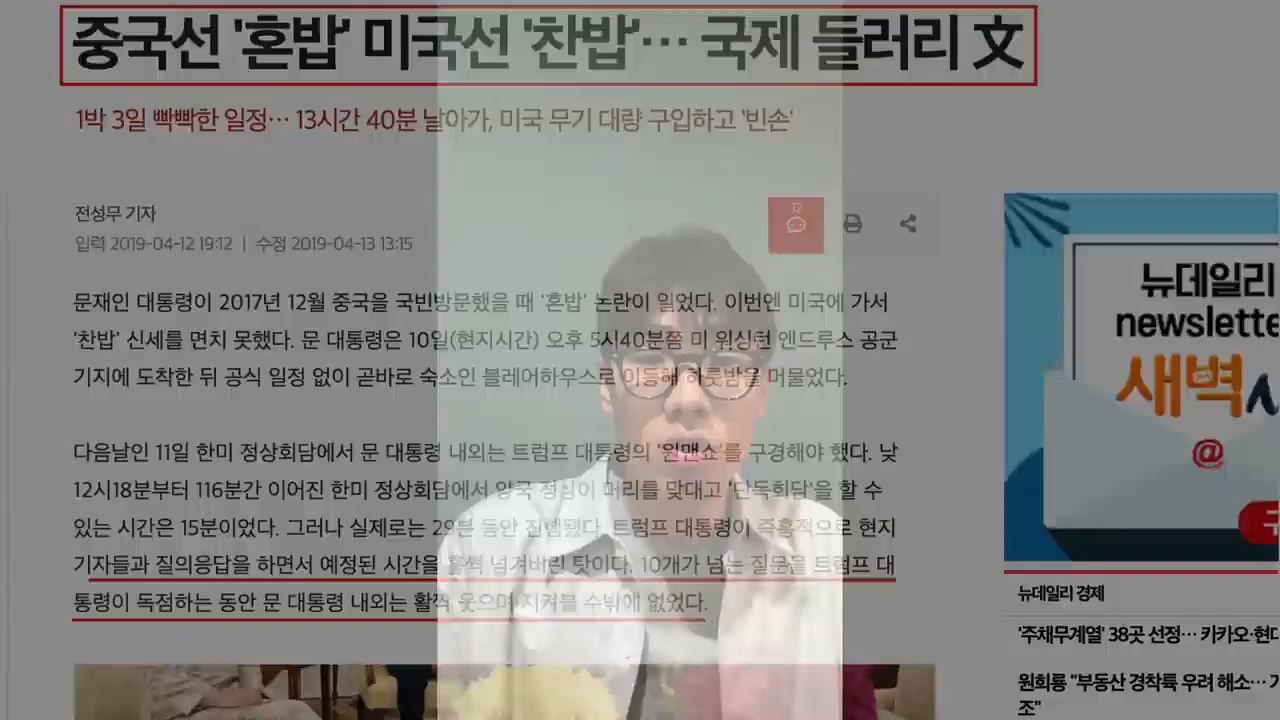 중국선 '혼밥' 미국선 '찬밥'… 국제 들러리 文
1박 3일 빡빡한 일정… 13시간 40분 날아가, 미국 무기 대량 구입하고 '빈손'
전성무 기자
12
입력 2019-04-12 19:12 | 수정 2019-04-13 13:15
문재인 대통령이 2017년 12월 중국을 국빈방문했을 때 '혼밥' 논란이 일었다. 이번엔 미국에 가서
'찬밥' 신세를 면치 못했다. 문 대통령은 10일(현지시간) 오후 5시40분쯤 미 워싱턴 앤드루스 공군
기지에 도착한 뒤 공식 일정 없이 곧바로 숙소인 블레어하우스로 이동해 하룻밤을 머물었다.
다음날인 11일 한미 정상회담에서 문 대통령 내외는 트럼프 대통령의 '원맨쇼'를 구경해야 했다. 낮
12시18분부터 116분간 이어진 한미 정상회담에서 양국 정상이 머리를 맞대고 '단독회담'을 할 수
있는 시간은 15분이었다. 그러나 실제로는 29분 동안 진행됐다. 트럼프 대통령이 즉흥적으로 현지
기자들과 질의응답을 하면서 예정된 시간을 훌쩍 넘겨버린 탓이다. 10개가 넘는 질문을 트럼프 대
통령이 독점하는 동안 문 대통령 내외는 활짝 웃으며 지켜볼 수밖에 없었다.
뉴데일리
newslette
새벽
@
뉴데일리 경제
'주채무계열' 38곳 선정… 카카오·현대
원희룡 "부동산 경착륙 우려 해소…
조"